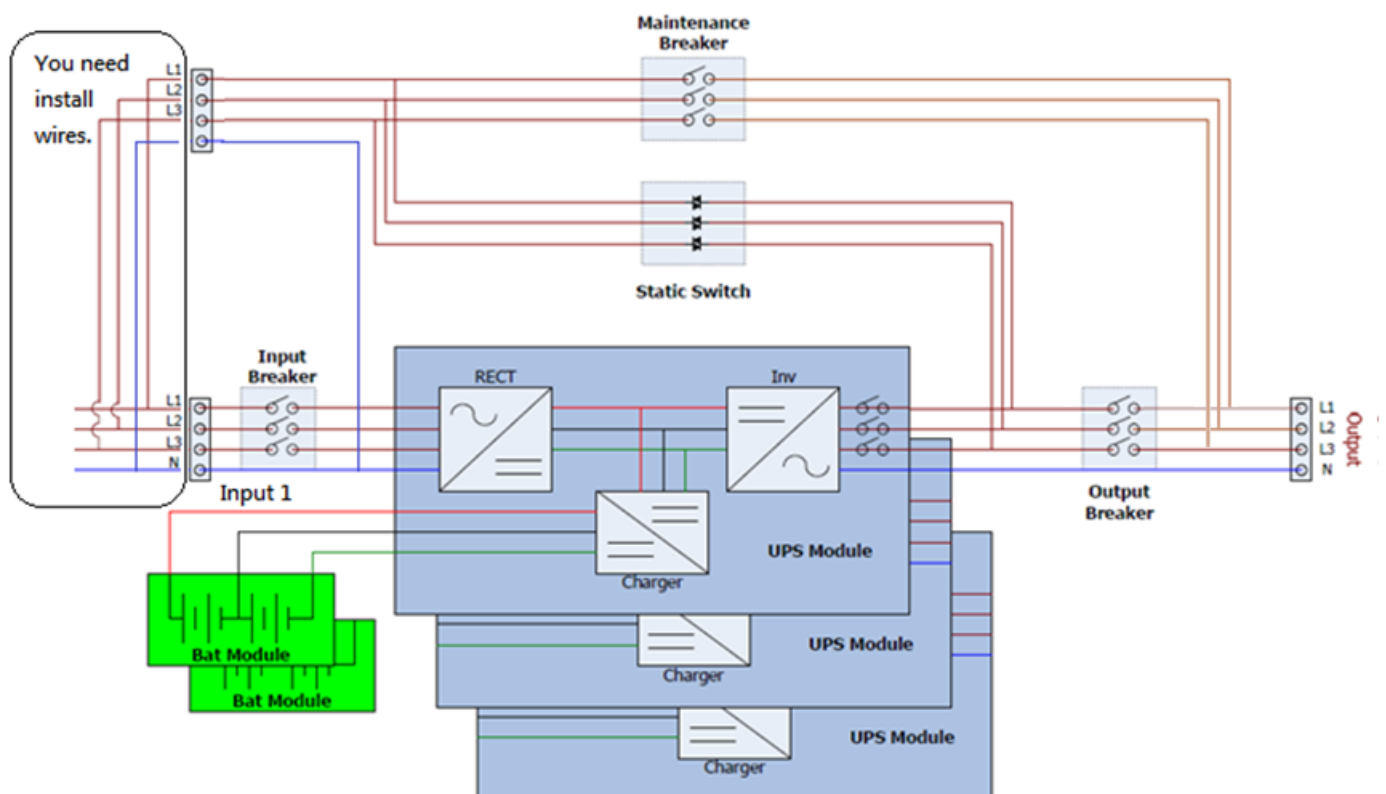 Maintenance
Breaker
You need
install
wires.
L1
L2
L3
Static Switch
Input
Breaker
RECT
Inv
L1
L2
L3
N
Input 1
L1
L2
L3
N
Output
Output
Breaker
UPS Module
Charger
Bat Module
UPS Module
Charger
Bat Module
UPS Module
Charger